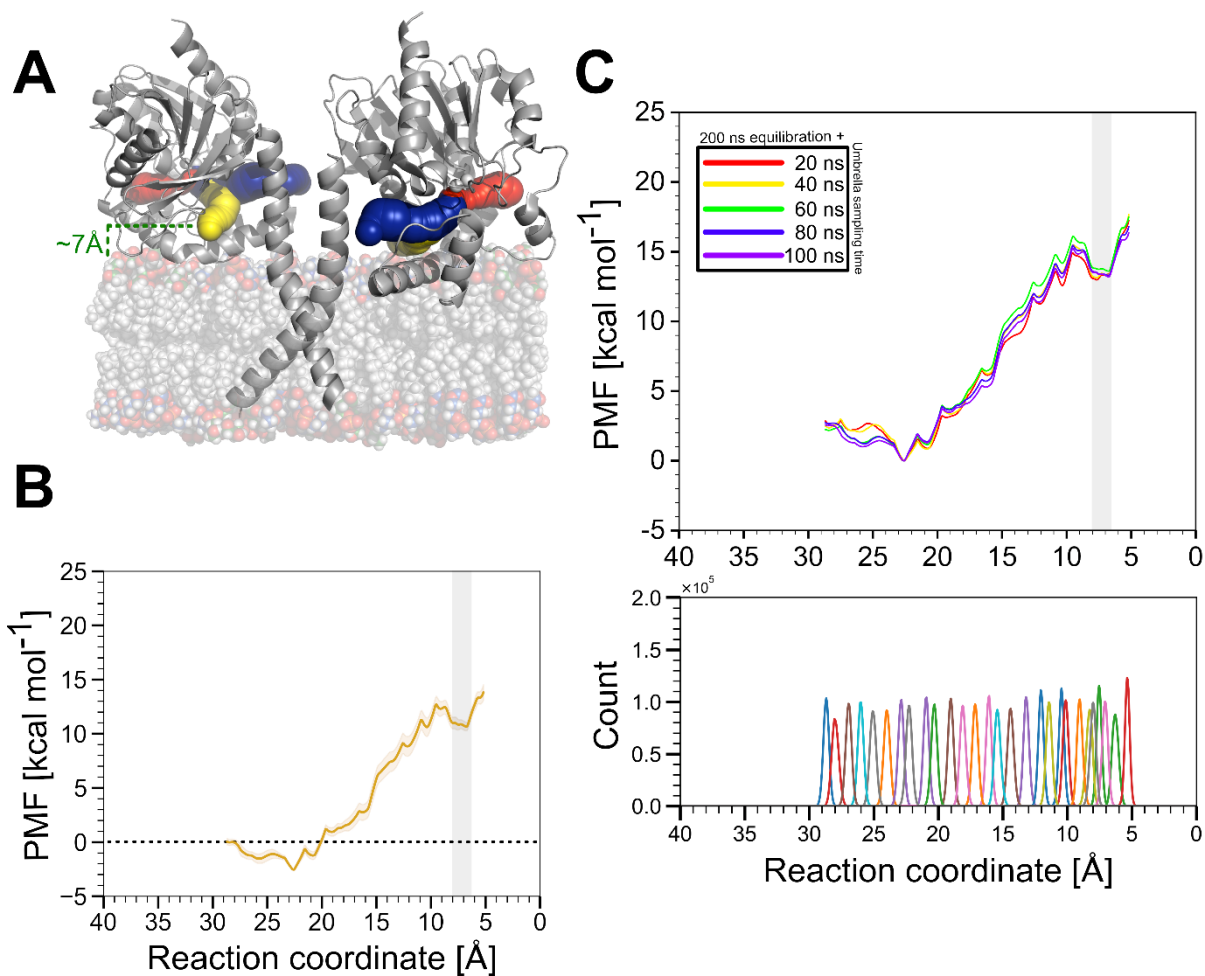 A
~7Å
B
PMF [kcal mol⁻¹]
25
20
15
10
5
0
−5
40 35 30 25 20 15 10 5 0
Reaction coordinate [Å]
C
PMF [kcal mol⁻¹]
25
20
15
10
5
0
-5
200 ns equilibration +
Umbrella sampling time
20 ns
40 ns
60 ns
80 ns
100 ns
40 35 30 25 20 15 10 5 0
×10⁵
Count
2.0
1.5
1.0
0.5
0.0
40 35 30 25 20 15 10 5 0
Reaction coordinate [Å]